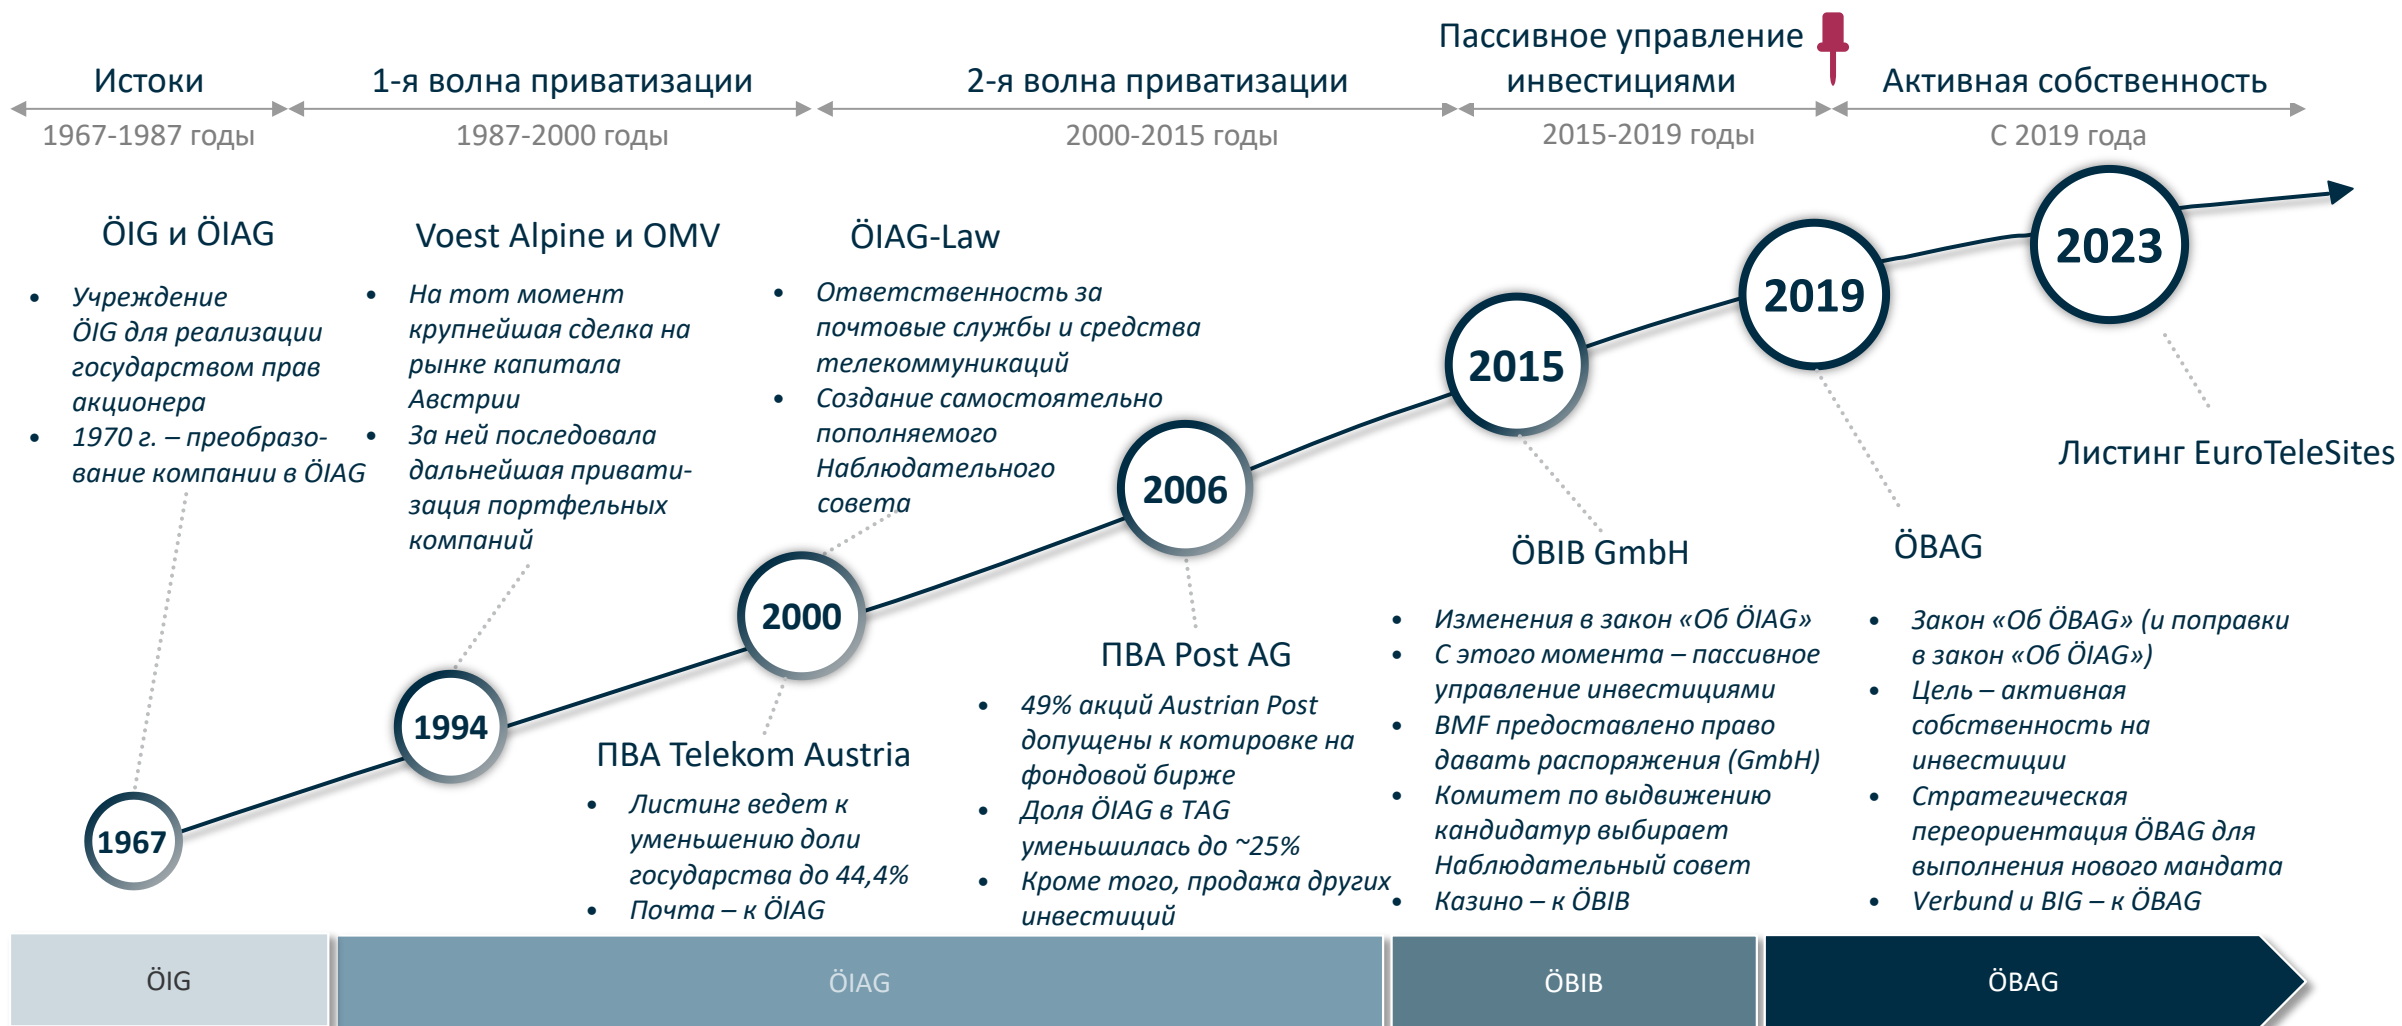 Истоки
1967-1987 годы
1-я волна приватизации
1987-2000 годы
2-я волна приватизации
2000-2015 годы
Пассивное управление
инвестициями
2015-2019 годы
Активная собственность
С 2019 года
ÖIG и ÖIAG
• Учреждение
ÖIG для реализации
государством прав
акционера
• 1970 г. – преобразо-
вание компании в ÖIAG
1967
Voest Alpine и OMV
• На тот момент
крупнейшая сделка на
рынке капитала
Австрии
• За ней последовала
дальнейшая привати-
зация портфельных
компаний
1994
ÖIAG-Law
• Ответственность за
почтовые службы и средства
телекоммуникаций
• Создание самостоятельно
пополняемого
Наблюдательного
совета
2000
ПВА Telekom Austria
• Листинг ведет к
уменьшению доли
государства до 44,4%
• Почта – к ÖIAG
2006
ПВА Post AG
• 49% акций Austrian Post
допущены к котировке на
фондовой бирже
• Доля ÖIAG в TAG
уменьшилась до ~25%
• Кроме того, продажа других
инвестиций
2015
ÖBIB GmbH
• Изменения в закон «Об ÖIAG»
• С этого момента – пассивное
управление инвестициями
• BMF предоставлено право
давать распоряжения (GmbH)
• Комитет по выдвижению
кандидатур выбирает
Наблюдательный совет
• Казино – к ÖBIB
2019
ÖBAG
• Закон «Об ÖBAG» (и поправки
в закон «Об ÖIAG»)
• Цель – активная
собственность на
инвестиции
• Стратегическая
переориентация ÖBAG для
выполнения нового мандата
• Verbund и BIG – к ÖBAG
2023
Листинг EuroTeleSites
ÖIG
ÖIAG
ÖBIB
ÖBAG